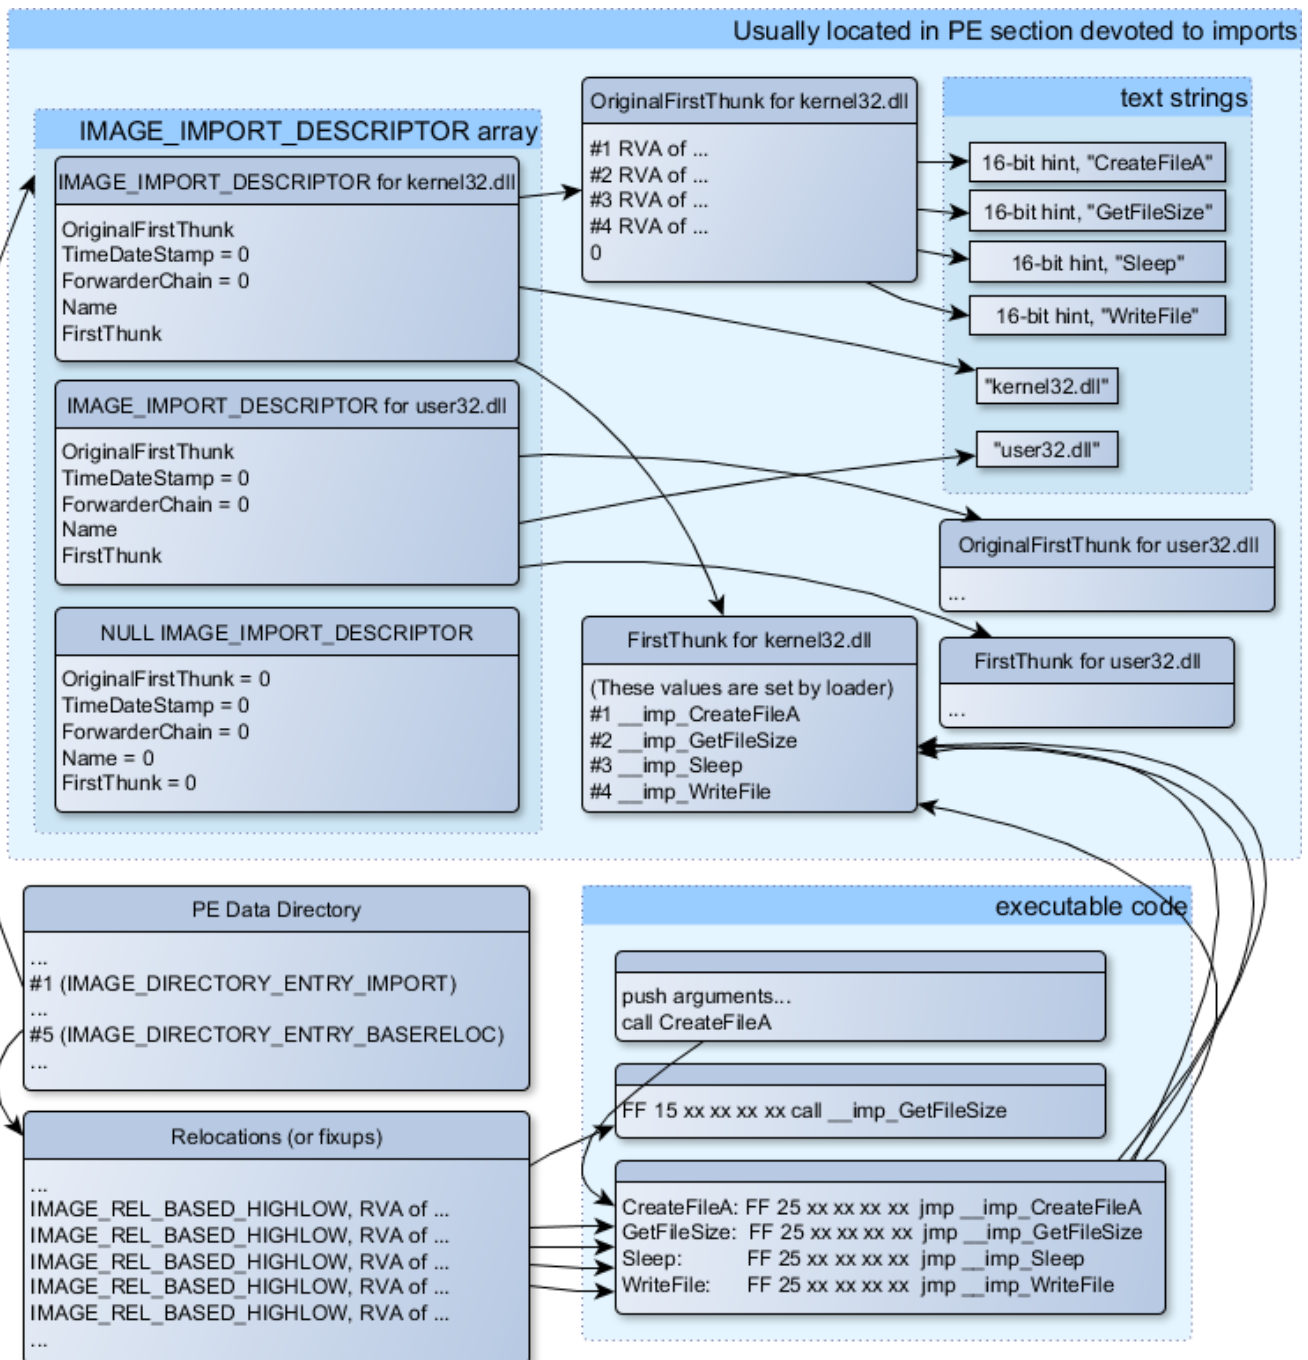 Usually located in PE section devoted to imports
IMAGE_IMPORT_DESCRIPTOR array
IMAGE_IMPORT_DESCRIPTOR for kernel32.dll
OriginalFirstThunk
TimeDateStamp = 0
ForwarderChain = 0
Name
FirstThunk
IMAGE_IMPORT_DESCRIPTOR for user32.dll
OriginalFirstThunk
TimeDateStamp = 0
ForwarderChain = 0
Name
FirstThunk
NULL IMAGE_IMPORT_DESCRIPTOR
OriginalFirstThunk = 0
TimeDateStamp = 0
ForwarderChain = 0
Name = 0
FirstThunk = 0
OriginalFirstThunk for kernel32.dll
#1 RVA of ...
#2 RVA of ...
#3 RVA of ...
#4 RVA of ...
0
text strings
16-bit hint, "CreateFileA"
16-bit hint, "GetFileSize"
16-bit hint, "Sleep"
16-bit hint, "WriteFile"
"kernel32.dll"
"user32.dll"
OriginalFirstThunk for user32.dll
...
FirstThunk for kernel32.dll
(These values are set by loader)
#1 __imp_CreateFileA
#2 __imp_GetFileSize
#3 __imp_Sleep
#4 __imp_WriteFile
FirstThunk for user32.dll
...
PE Data Directory
...
#1 (IMAGE_DIRECTORY_ENTRY_IMPORT)
...
#5 (IMAGE_DIRECTORY_ENTRY_BASERELOC)
...
Relocations (or fixups)
...
IMAGE_REL_BASED_HIGHLOW, RVA of ...
IMAGE_REL_BASED_HIGHLOW, RVA of ...
IMAGE_REL_BASED_HIGHLOW, RVA of ...
IMAGE_REL_BASED_HIGHLOW, RVA of ...
IMAGE_REL_BASED_HIGHLOW, RVA of ...
...
executable code
push arguments...
call CreateFileA
FF 15 xx xx xx xx call __imp_GetFileSize
CreateFileA: FF 25 xx xx xx xx jmp __imp_CreateFileA
GetFileSize: FF 25 xx xx xx xx jmp __imp_GetFileSize
Sleep: FF 25 xx xx xx xx jmp __imp_Sleep
WriteFile: FF 25 xx xx xx xx jmp __imp_WriteFile